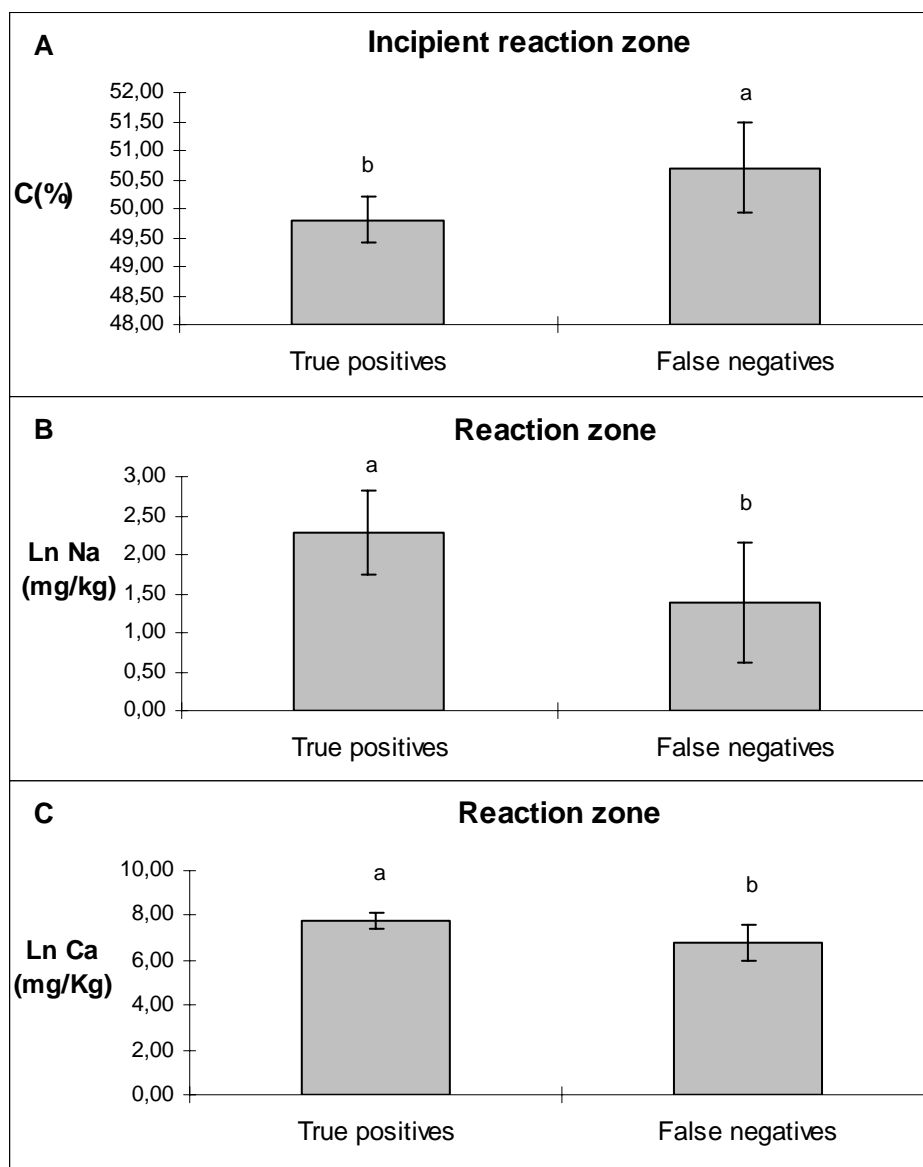 A
Incipient reaction zone
52,00
51,50
51,00
50,50
50,00
49,50
49,00
48,50
48,00
C(%)
b
a
True positives
False negatives
B
Reaction zone
3,00
2,50
2,00
1,50
1,00
0,50
0,00
Ln Na
(mg/kg)
a
b
True positives
False negatives
C
Reaction zone
10,00
8,00
6,00
4,00
2,00
0,00
Ln Ca
(mg/Kg)
a
b
True positives
False negatives